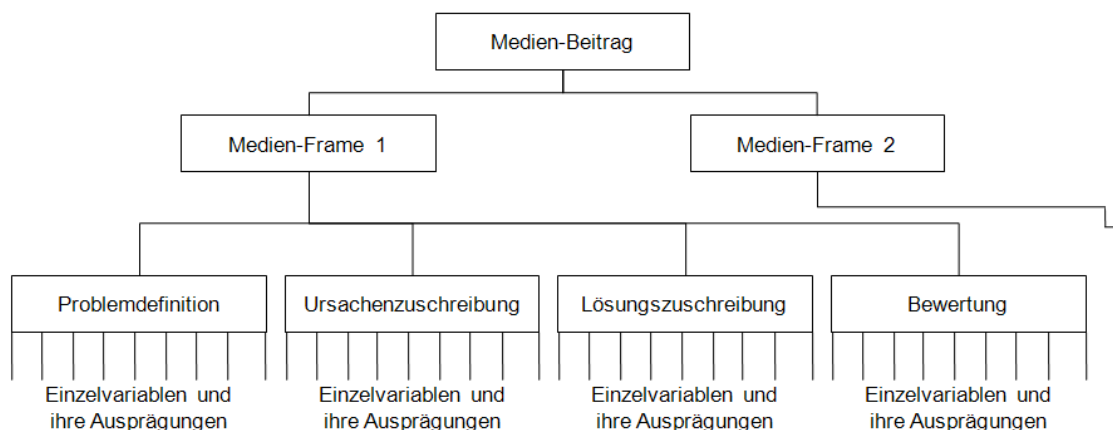 Medien-Beitrag
Medien-Frame 1
Medien-Frame 2
Problemdefinition
Ursachenzuschreibung
Lösungszuschreibung
Bewertung
Einzelvariablen und
ihre Ausprägungen
Einzelvariablen und
ihre Ausprägungen
Einzelvariablen und
ihre Ausprägungen
Einzelvariablen und
ihre Ausprägungen